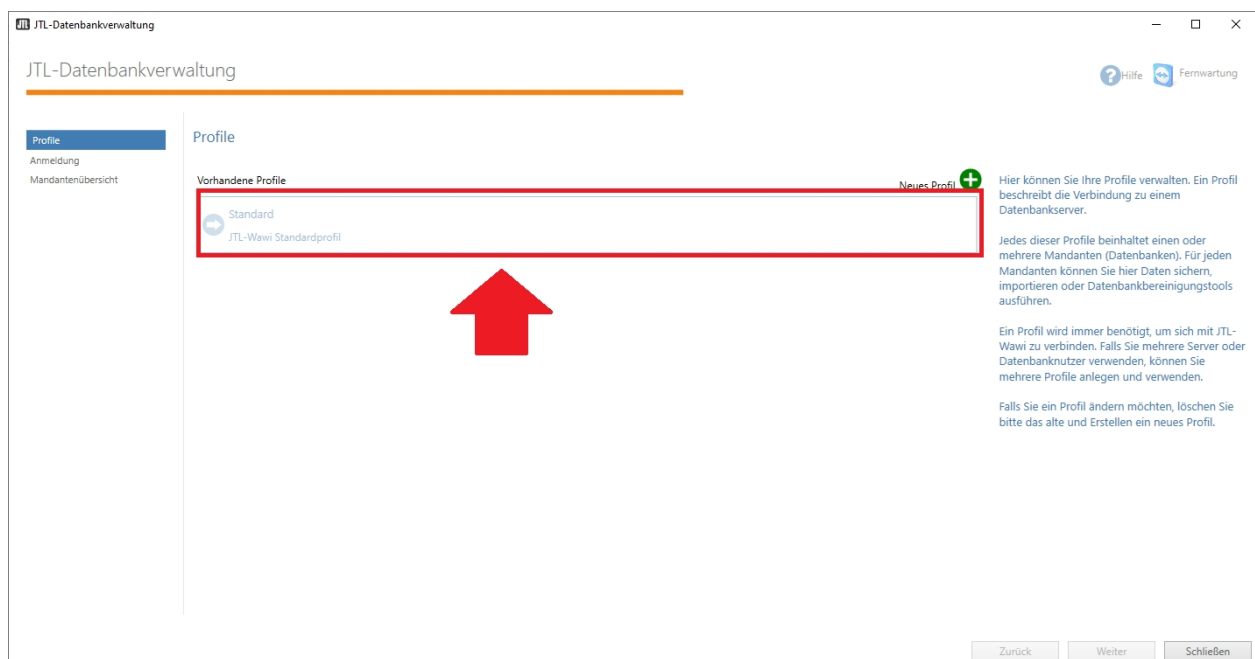 JTL-Datenbankverwaltung
JTL-Datenbankverwaltung
Hilfe
Fernwartung
Profile
Anmeldung
Mandantenübersicht
Profile
Vorhandene Profile
Neues Profil
Standard
JTL-Wawi Standardprofil
Hier können Sie Ihre Profile verwalten. Ein Profil
beschreibt die Verbindung zu einem
Datenbankserver.
Jedes dieser Profile beinhaltet einen oder
mehrere Mandanten (Datenbanken). Für jeden
Mandanten können Sie hier Daten sichern,
importieren oder Datenbankbereinigungstools
ausführen.
Ein Profil wird immer benötigt, um sich mit JTL-
Wawi zu verbinden. Falls Sie mehrere Server oder
Datenbanknutzer verwenden, können Sie
mehrere Profile anlegen und verwenden.
Falls Sie ein Profil ändern möchten, löschen Sie
bitte das alte und Erstellen ein neues Profil.
Zurück
Weiter
Schließen